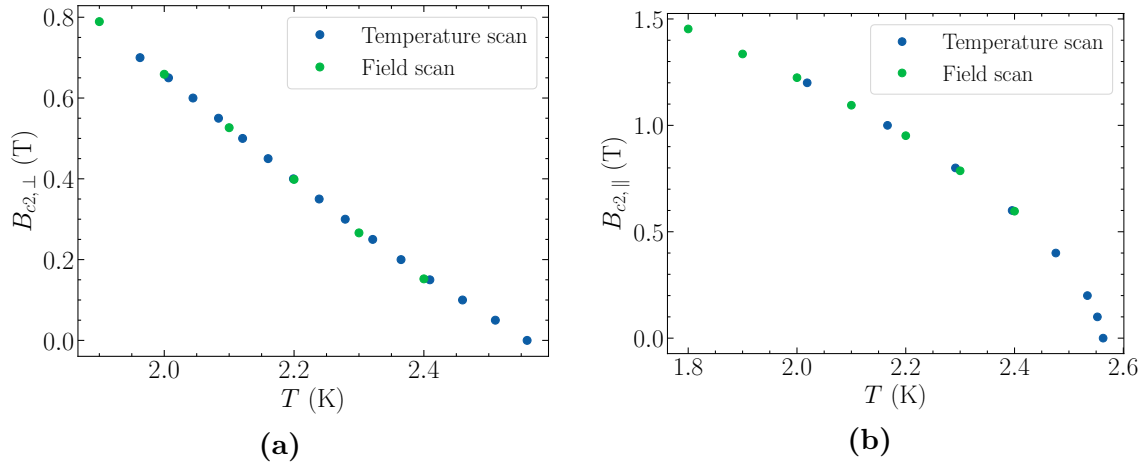 0.8
0.6
0.4
0.2
0.0
B_{c2,⊥} (T)
Temperature scan
Field scan
2.0 2.2 2.4
T (K)
(a)
1.5
1.0
0.5
0.0
B_{c2,||} (T)
Temperature scan
Field scan
1.8 2.0 2.2 2.4 2.6
T (K)
(b)